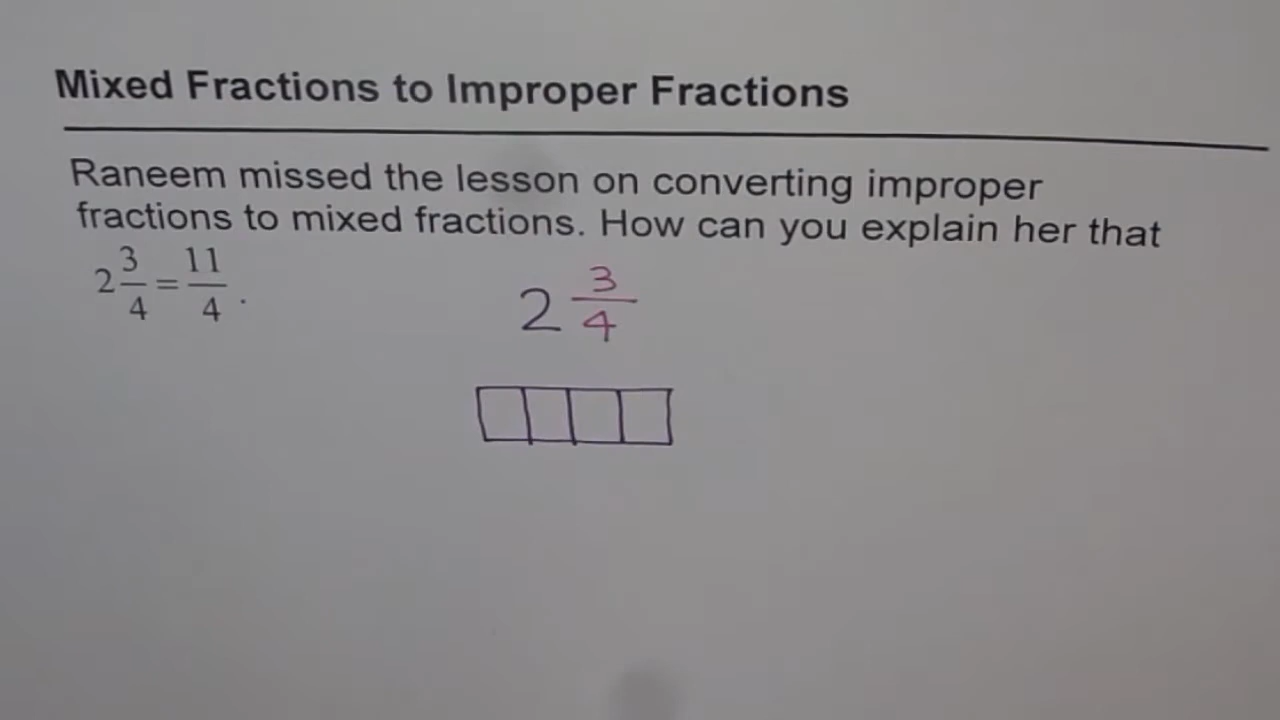 Mixed Fractions to Improper Fractions
Raneem missed the lesson on converting improper
fractions to mixed fractions. How can you explain her that
2 3/4 = 11/4 .
2 3/4